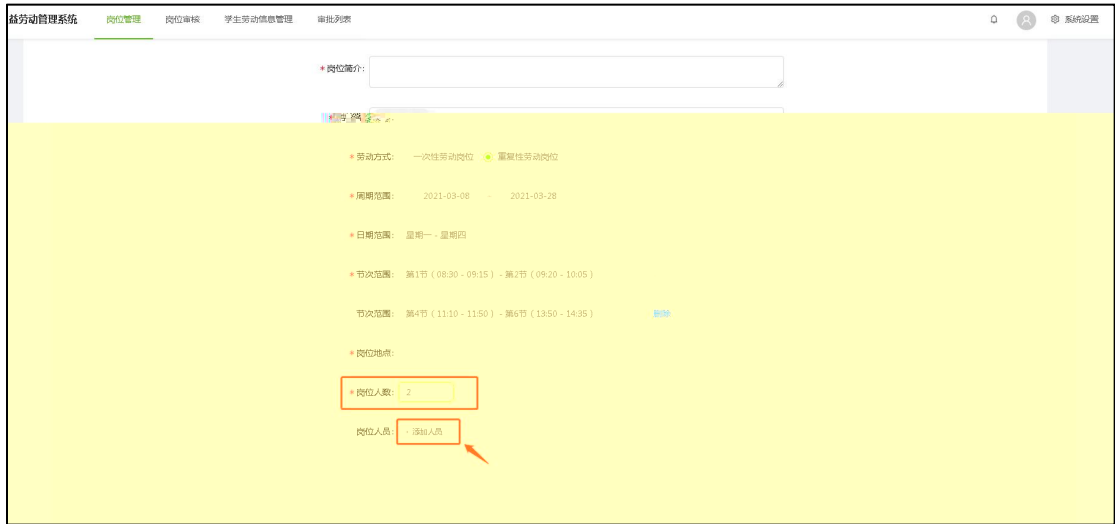 益劳动管理系统 岗位管理 岗位审核 学生劳动信息管理 审批列表 系统设置
* 岗位简介:
* 劳动方式: 一次性劳动岗位 重复性劳动岗位
* 周期范围: 2021-03-08 - 2021-03-28
* 日期范围: 星期一 - 星期四
* 节次范围: 第1节 ( 08:30 - 09:15 ) - 第2节 ( 09:20 - 10:05 )
节次范围: 第4节 ( 11:10 - 11:50 ) - 第6节 ( 13:50 - 14:35 ) 删除
* 岗位地点:
* 岗位人数: 2
岗位人员: + 添加人员